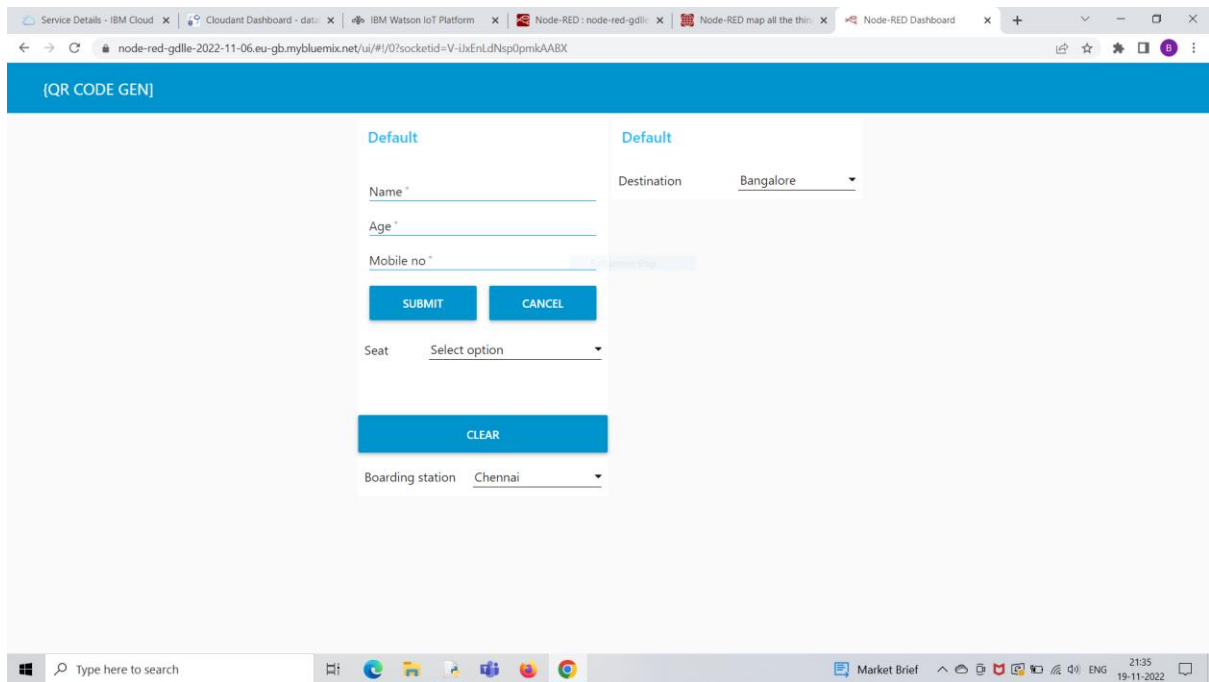 Service Details - IBM Cloud
Cloudant Dashboard - data
IBM Watson IoT Platform
Node-RED : node-red-gdlle
Node-RED map all the thin
Node-RED Dashboard
node-red-gdlle-2022-11-06.eu-gb.mybluemix.net/ui/#!/0?socketid=V-iJxEnLdNsp0pmkAABX
B
{QR CODE GEN]
Default
Name *
Age *
Mobile no *
SUBMIT CANCEL
Seat Select option
CLEAR
Boarding station Chennai
Default
Destination Bangalore
Type here to search
Market Brief
ENG
21:35
19-11-2022